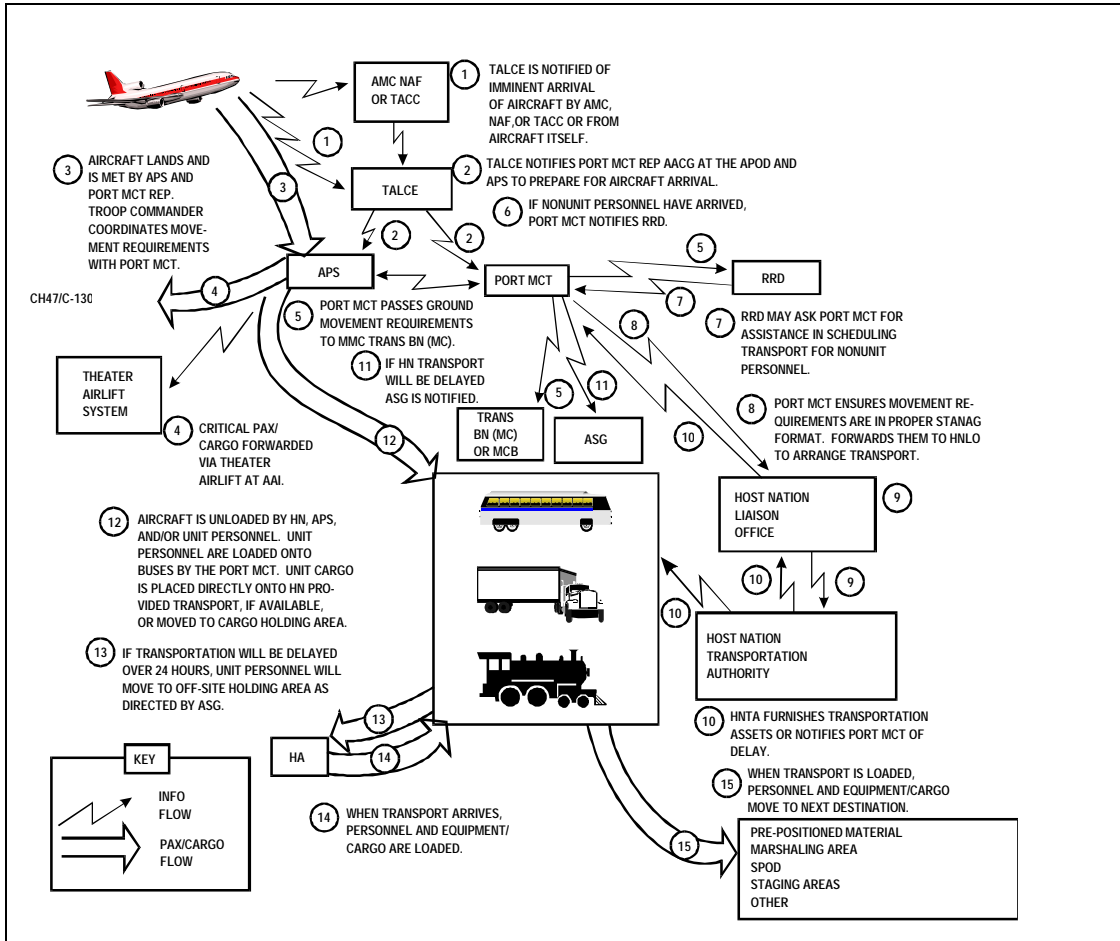 AMC NAF
OR TACC
1
TALCE IS NOTIFIED OF
IMMINENT ARRIVAL
OF AIRCRAFT BY AMC,
NAF,OR TACC OR FROM
AIRCRAFT ITSELF.
1
3
AIRCRAFT LANDS AND
IS MET BY APS AND
PORT MCT REP.
TROOP COMMANDER
COORDINATES MOVE-
MENT REQUIREMENTS
WITH PORT MCT.
3
TALCE
2
TALCE NOTIFIES PORT MCT REP AACG AT THE APOD AND
APS TO PREPARE FOR AIRCRAFT ARRIVAL.
6
IF NONUNIT PERSONNEL HAVE ARRIVED,
PORT MCT NOTIFIES RRD.
2
2
APS
PORT MCT
5
RRD
7
CH47/C-130
4
5
PORT MCT PASSES GROUND
MOVEMENT REQUIREMENTS
TO MMC TRANS BN (MC).
8
7
RRD MAY ASK PORT MCT FOR
ASSISTANCE IN SCHEDULING
TRANSPORT FOR NONUNIT
PERSONNEL.
11
IF HN TRANSPORT
WILL BE DELAYED
ASG IS NOTIFIED.
THEATER
AIRLIFT
SYSTEM
5
11
TRANS
BN (MC)
OR MCB
ASG
10
8
PORT MCT ENSURES MOVEMENT RE-
QUIREMENTS ARE IN PROPER STANAG
FORMAT. FORWARDS THEM TO HNLO
TO ARRANGE TRANSPORT.
4
CRITICAL PAX/
CARGO FORWARDED
VIA THEATER
AIRLIFT AT AAI.
12
HOST NATION
LIAISON
OFFICE
9
12
AIRCRAFT IS UNLOADED BY HN, APS,
AND/OR UNIT PERSONNEL. UNIT
PERSONNEL ARE LOADED ONTO
BUSES BY THE PORT MCT. UNIT CARGO
IS PLACED DIRECTLY ONTO HN PRO-
VIDED TRANSPORT, IF AVAILABLE,
OR MOVED TO CARGO HOLDING AREA.
10
9
10
HOST NATION
TRANSPORTATION
AUTHORITY
13
IF TRANSPORTATION WILL BE DELAYED
OVER 24 HOURS, UNIT PERSONNEL WILL
MOVE TO OFF-SITE HOLDING AREA AS
DIRECTED BY ASG.
10
HNTA FURNISHES TRANSPORTATION
ASSETS OR NOTIFIES PORT MCT OF
DELAY.
13
HA
14
KEY
INFO
FLOW
PAX/CARGO
FLOW
14
WHEN TRANSPORT ARRIVES,
PERSONNEL AND EQUIPMENT/
CARGO ARE LOADED.
15
WHEN TRANSPORT IS LOADED,
PERSONNEL AND EQUIPMENT/CARGO
MOVE TO NEXT DESTINATION.
15
PRE-POSITIONED MATERIAL
MARSHALING AREA
SPOD
STAGING AREAS
OTHER